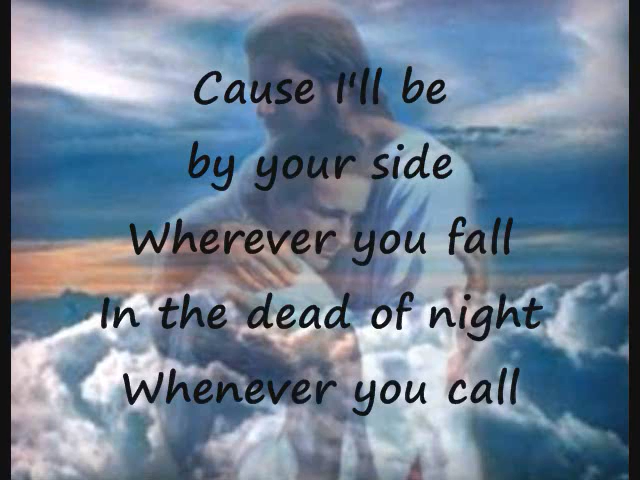 Cause I'll be
by your side
Wherever you fall
In the dead of night
Whenever you call